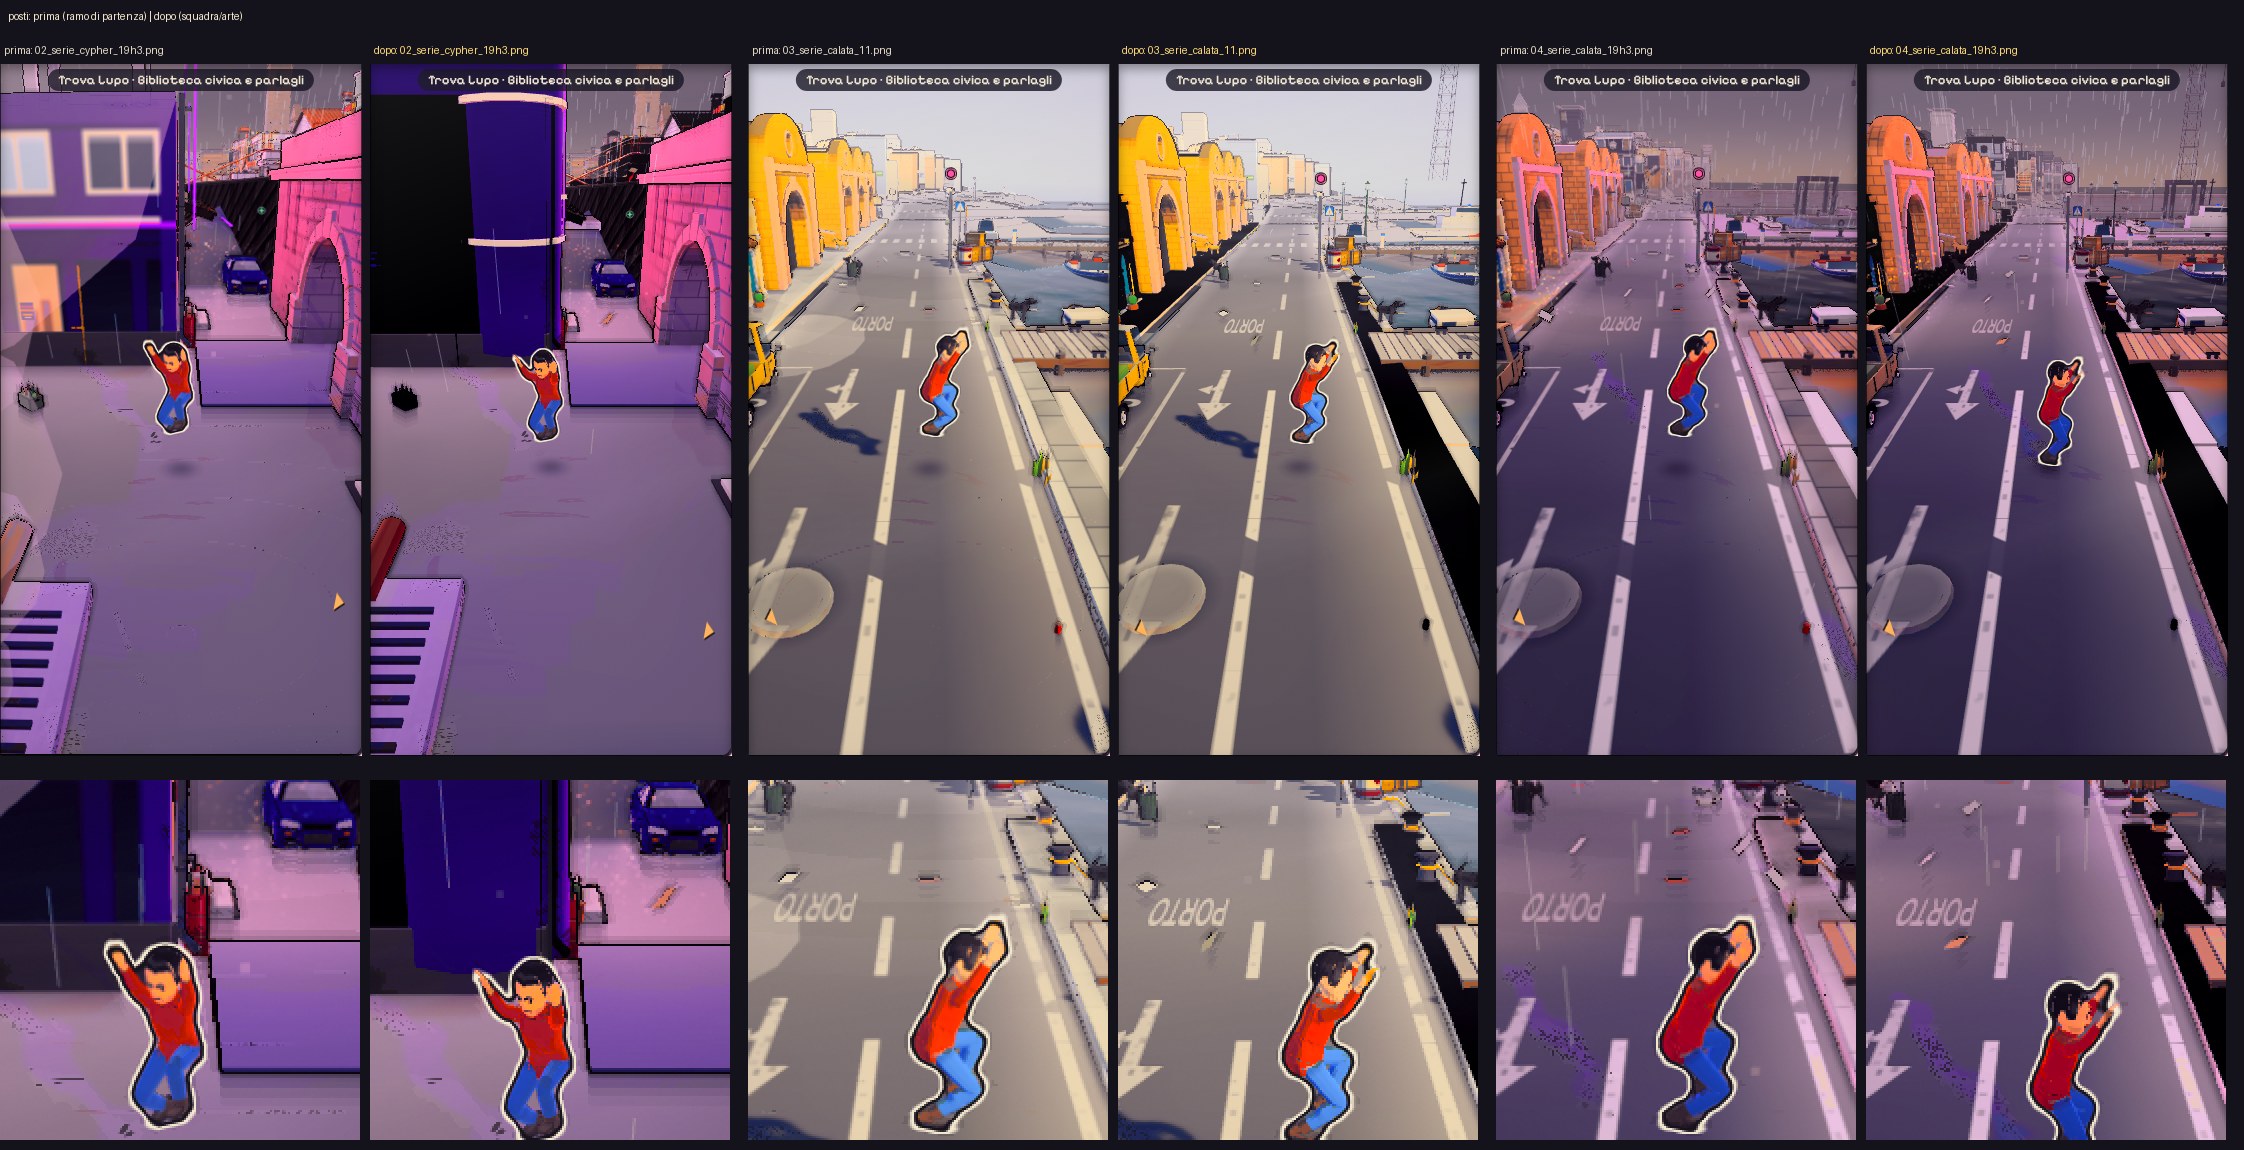 posti: prima (ramo di partenza) | dopo (squadra/arte)
prima: 02_serie_cypher_19h3.png
dopo: 02_serie_cypher_19h3.png
prima: 03_serie_calata_11.png
dopo: 03_serie_calata_11.png
prima: 04_serie_calata_19h3.png
dopo: 04_serie_calata_19h3.png
Trova Lupo · Biblioteca civica e parlagli
Trova Lupo · Biblioteca civica e parlagli
Trova Lupo · Biblioteca civica e parlagli
Trova Lupo · Biblioteca civica e parlagli
Trova Lupo · Biblioteca civica e parlagli
Trova Lupo · Biblioteca civica e parlagli
PORTO
PORTO
PORTO
PORTO
PORTO
PORTO
PORTO
PORTO